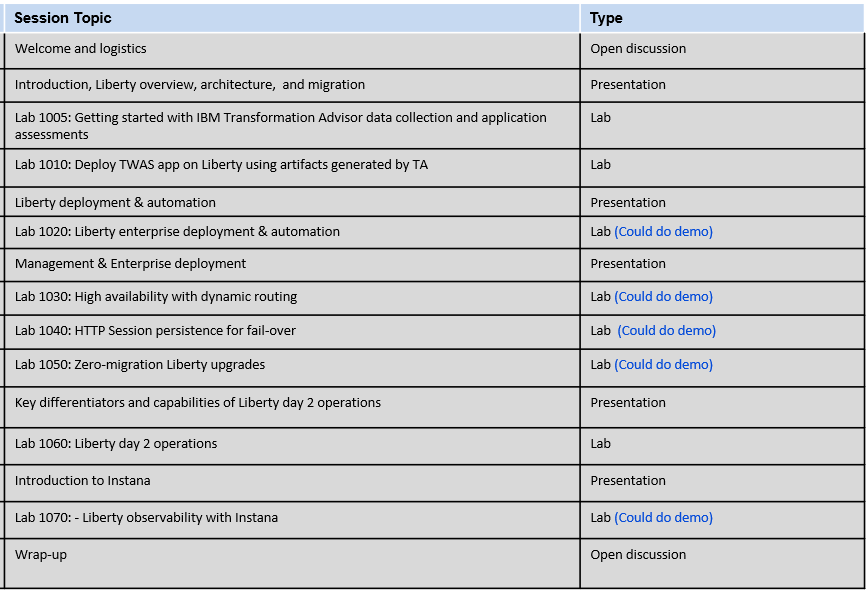 Session Topic Type
Welcome and logistics Open discussion
Introduction, Liberty overview, architecture,  and migration Presentation
Lab 1005: Getting started with IBM Transformation Advisor data collection and application Lab
assessments
Lab 1010: Deploy TWAS app on Liberty using artifacts generated by TA Lab
Liberty deployment & automation Presentation
Lab 1020: Liberty enterprise deployment & automation Lab (Could do demo)
Management & Enterprise deployment Presentation
Lab 1030: High availability with dynamic routing Lab (Could do demo)
Lab 1040: HTTP Session persistence for fail-over Lab  (Could do demo)
Lab 1050: Zero-migration Liberty upgrades Lab (Could do demo)
Key differentiators and capabilities of Liberty day 2 operations Presentation
Lab 1060: Liberty day 2 operations Lab
Introduction to Instana Presentation
Lab 1070: - Liberty observability with Instana Lab (Could do demo)
Wrap-up Open discussion